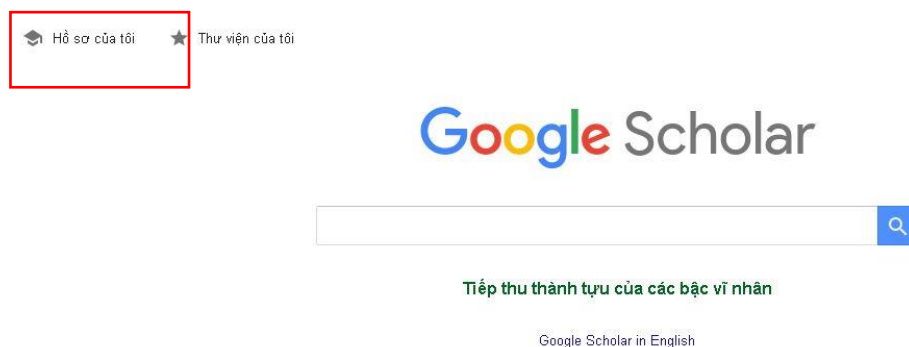 Hồ sơ của tôi Thư viện của tôi
Google Scholar
Tiếp thu thành tựu của các bậc vĩ nhân
Google Scholar in English